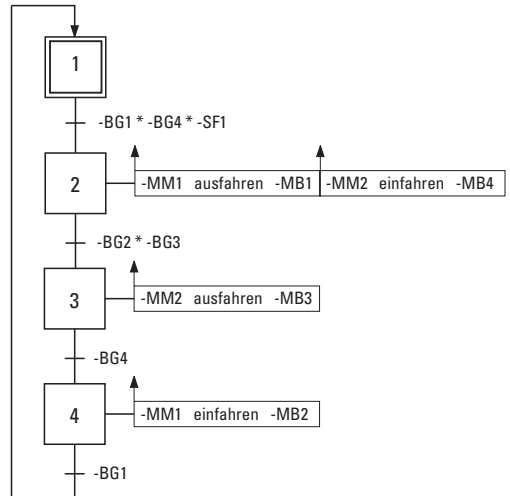 1
-BG1 * -BG4 * -SF1
2 -MM1 ausfahren -MB1 -MM2 einfahren -MB4
-BG2 * -BG3
3 -MM2 ausfahren -MB3
-BG4
4 -MM1 einfahren -MB2
-BG1